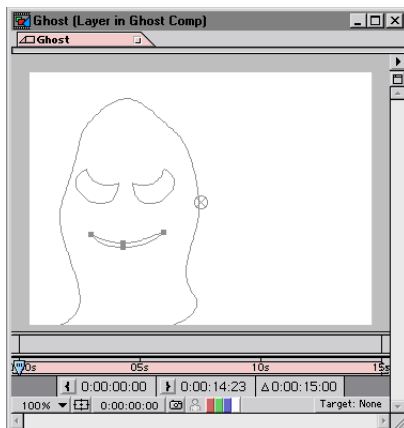 Ghost (Layer in Ghost Comp)
Ghost
00s 05s 10s 15s
0:00:00:00 0:00:14:23 Δ0:00:15:00
100% 0:00:00:00 Target: None